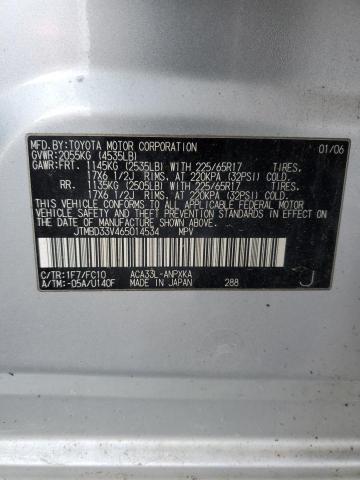 MFD.BY:TOYOTA MOTOR CORPORATION 01/06
GVWR:2055KG (4535LB)
GAWR:FRT. 1145KG (2535LB) WITH 225/65R17 TIRES,
17X6 1/2J RIMS, AT 220KPA (32PSI) COLD.
RR. 1135KG (2505LB) WITH 225/65R17 TIRES,
17X6 1/2J RIMS, AT 220KPA (32PSI) COLD.
THIS VEHICLE CONFORMS TO ALL APPLICABLE
FEDERAL MOTOR VEHICLE SAFETY STANDARDS IN EFFECT ON
THE DATE OF MANUFACTURE SHOWN ABOVE.
JTMBD33V465014534 MPV
C/TR:1F7/FC10 ACA33L-ANPXKA
A/TM:-05A/U140F MADE IN JAPAN 288 J